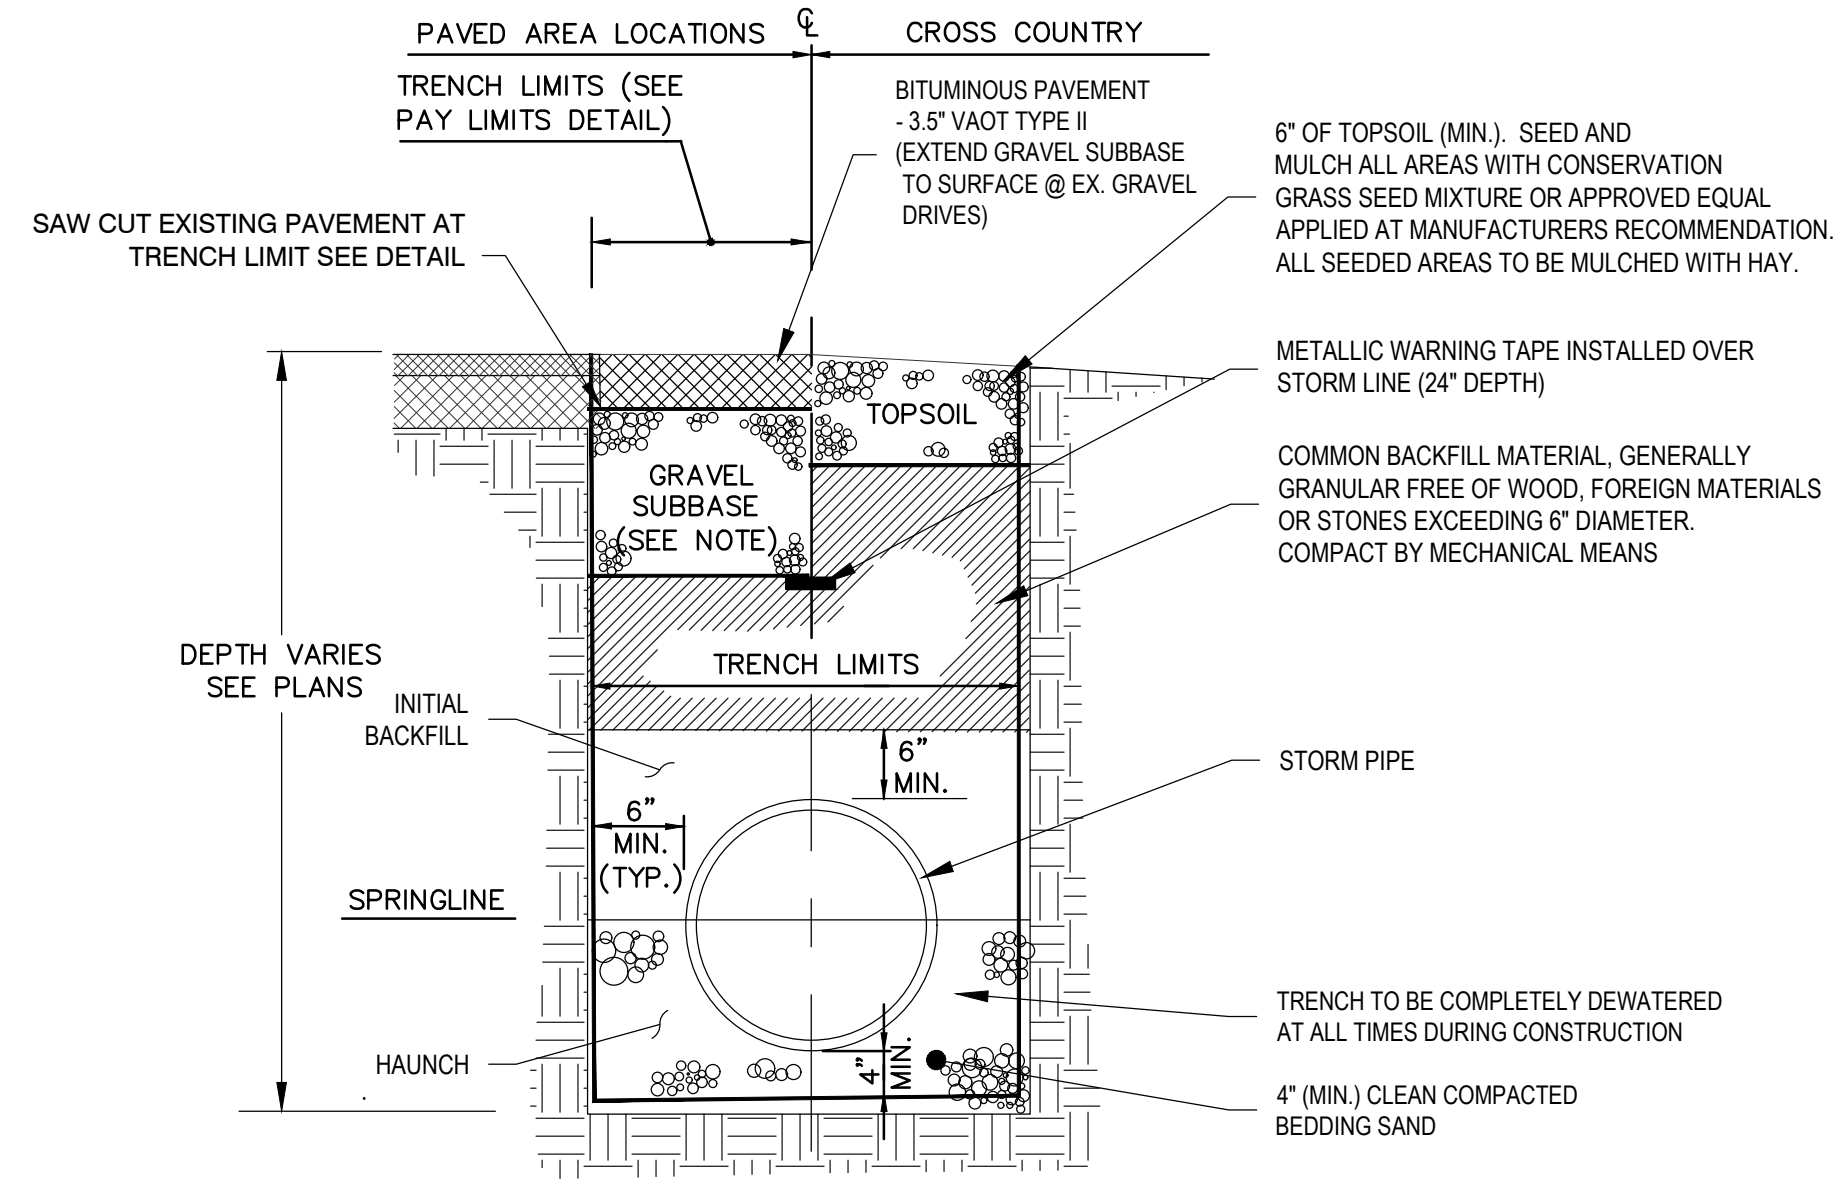 PAVED AREA LOCATIONS
℄
CROSS COUNTRY
TRENCH LIMITS (SEE
PAY LIMITS DETAIL)
BITUMINOUS PAVEMENT
- 3.5" VAOT TYPE II
(EXTEND GRAVEL SUBBASE
TO SURFACE @ EX. GRAVEL
DRIVES)
6" OF TOPSOIL (MIN.). SEED AND
MULCH ALL AREAS WITH CONSERVATION
GRASS SEED MIXTURE OR APPROVED EQUAL
APPLIED AT MANUFACTURERS RECOMMENDATION.
ALL SEEDED AREAS TO BE MULCHED WITH HAY.
SAW CUT EXISTING PAVEMENT AT
TRENCH LIMIT SEE DETAIL
METALLIC WARNING TAPE INSTALLED OVER
STORM LINE (24" DEPTH)
TOPSOIL
GRAVEL
SUBBASE
(SEE NOTE)
COMMON BACKFILL MATERIAL, GENERALLY
GRANULAR FREE OF WOOD, FOREIGN MATERIALS
OR STONES EXCEEDING 6" DIAMETER.
COMPACT BY MECHANICAL MEANS
DEPTH VARIES
SEE PLANS
TRENCH LIMITS
INITIAL
BACKFILL
6"
MIN.
STORM PIPE
6"
MIN.
(TYP.)
SPRINGLINE
TRENCH TO BE COMPLETELY DEWATERED
AT ALL TIMES DURING CONSTRUCTION
HAUNCH
4"
MIN.
4" (MIN.) CLEAN COMPACTED
BEDDING SAND